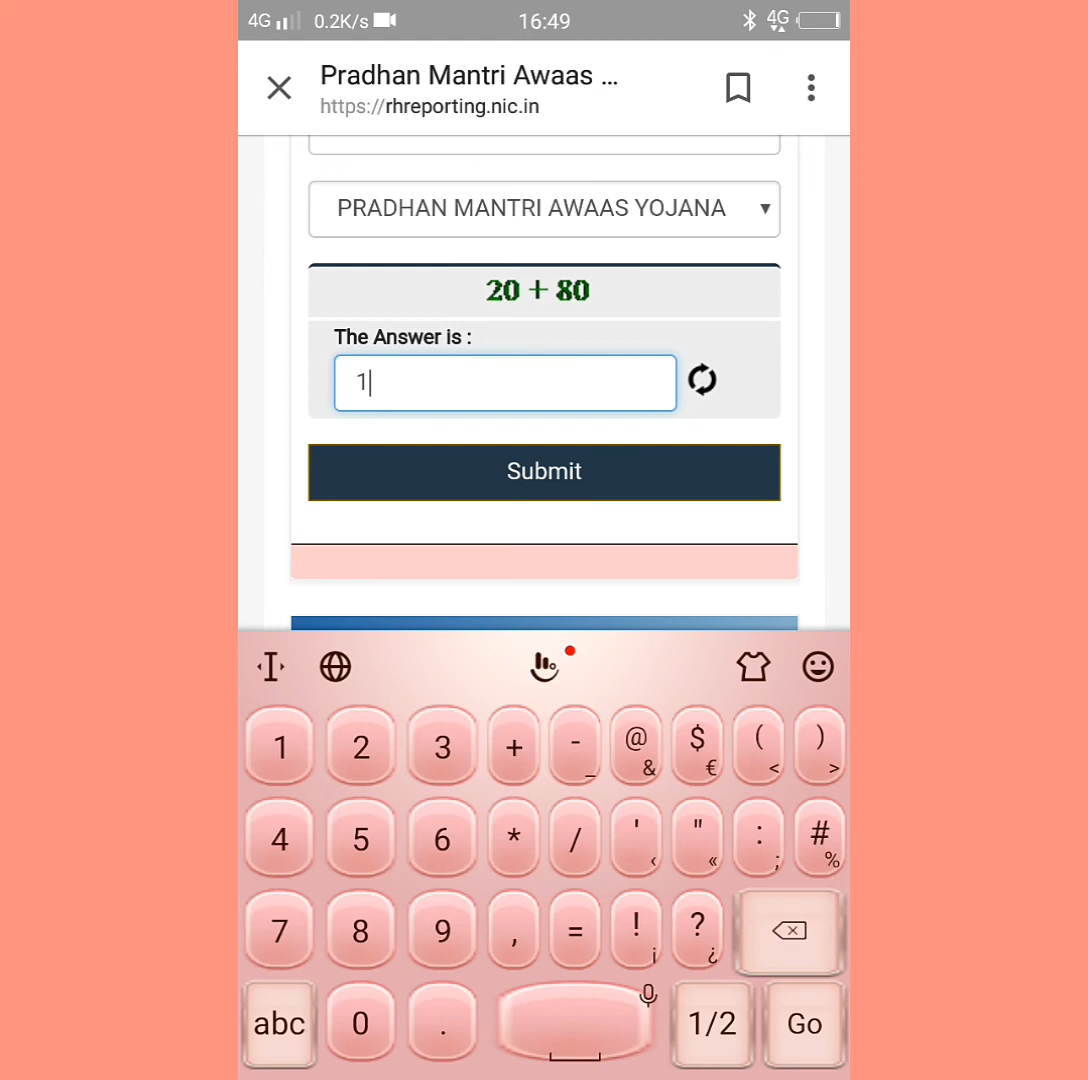 4G 0.2K/s 16:49 4G
Pradhan Mantri Awaas ...
https://rhreporting.nic.in
PRADHAN MANTRI AWAAS YOJANA ▼
20 + 80
The Answer is :
1
Submit
1 2 3 + - _ @ & $ € ( < ) >
4 5 6 * / ' ‹ " « : ; # %
7 8 9 , = ! ¡ ? ¿
abc 0 . 1/2 Go